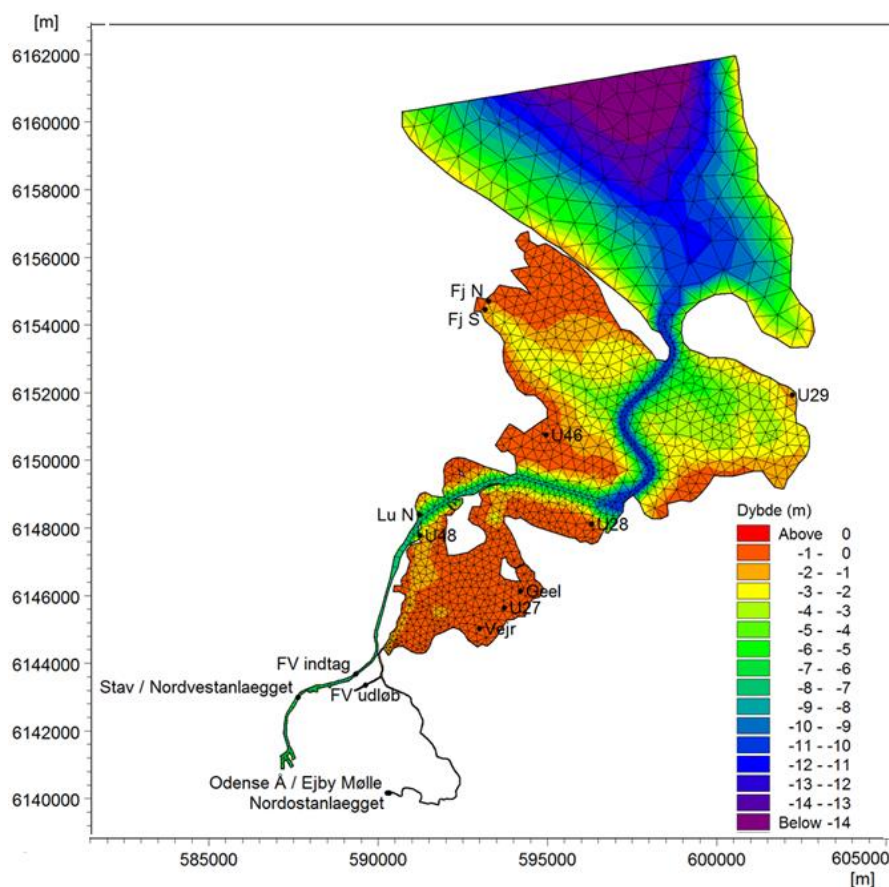 [m]
6162000
6160000
6158000
6156000
Fj N
6154000
Fj S
6152000
U29
U46
6150000
Lu N
6148000
U28
U48
Geel
6146000
U27
Vejr
6144000
FV indtag
Stav / Nordvestanlaegget
FV udløb
6142000
Odense Å / Ejby Mølle
6140000
Nordostanlaegget
Dybde (m)
Above 0
-1 - 0
-2 - -1
-3 - -2
-4 - -3
-5 - -4
-6 - -5
-7 - -6
-8 - -7
-9 - -8
-10 - -9
-11 - -10
-12 - -11
-13 - -12
-14 - -13
Below -14
585000 590000 595000 600000 605000
[m]